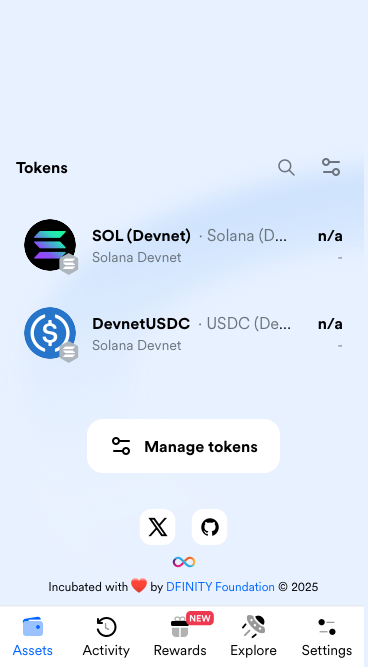 Tokens
SOL (Devnet) · Solana (D... n/a
Solana Devnet -
DevnetUSDC · USDC (De... n/a
Solana Devnet -
Manage tokens
Incubated with ❤️ by DFINITY Foundation © 2025
NEW
Assets Activity Rewards Explore Settings